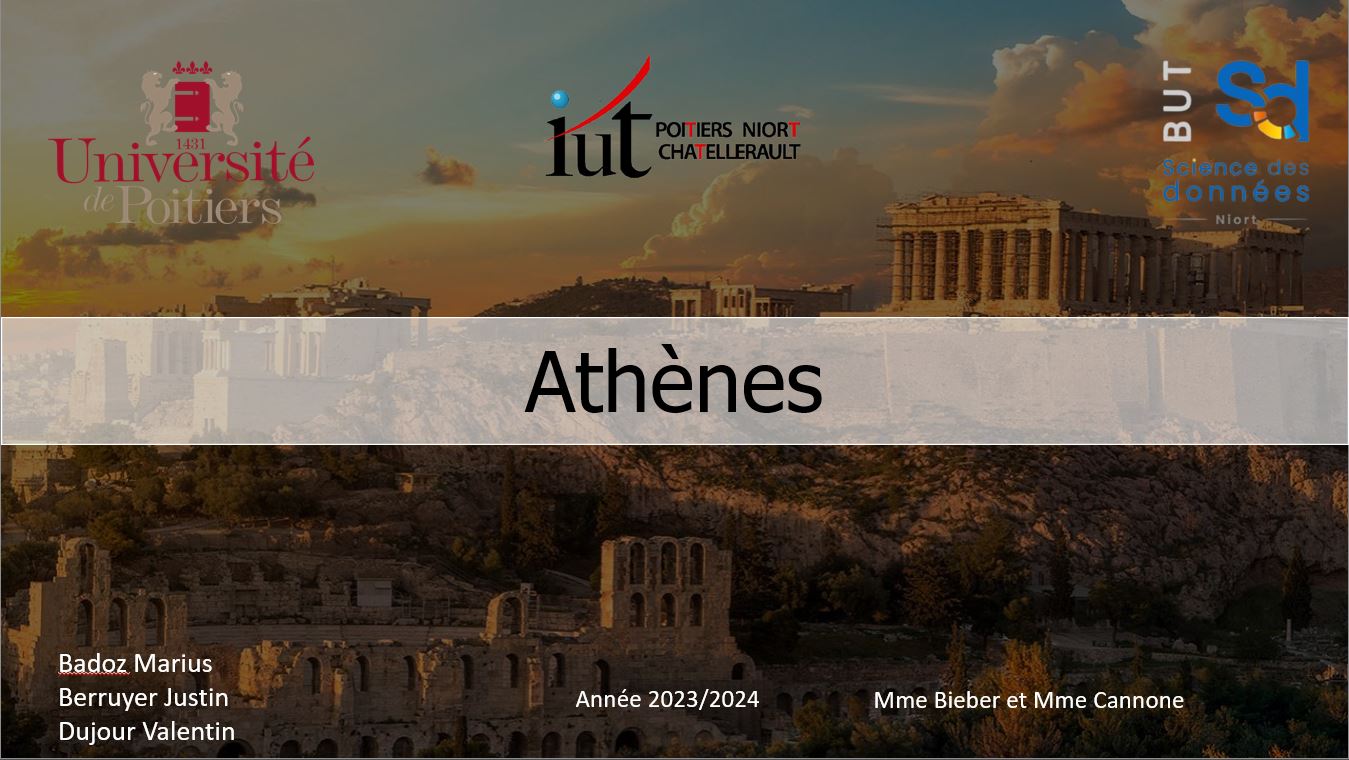 1431
Université
de Poitiers
iut
POITIERS NIORT
CHATELLERAULT
BUT
Sd
Science des
données
Niort
Athènes
Badoz Marius
Berruyer Justin
Dujour Valentin
Année 2023/2024
Mme Bieber et Mme Cannone